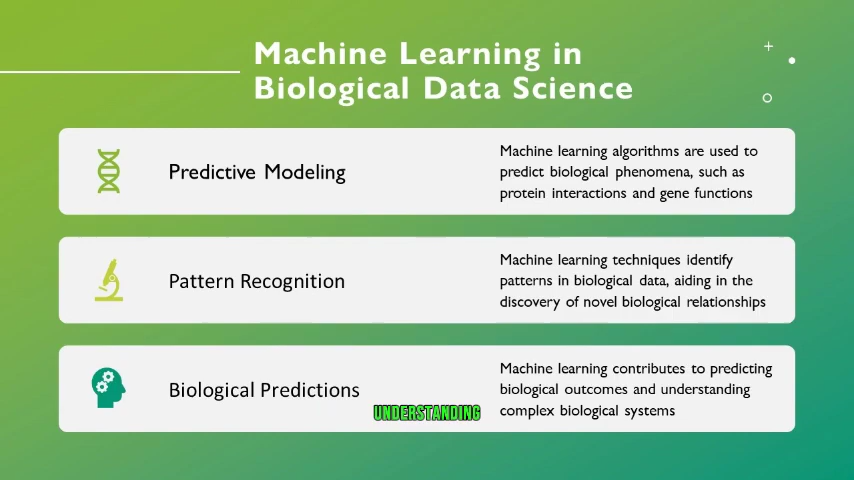 Machine Learning in
Biological Data Science
Predictive Modeling
Machine learning algorithms are used to
predict biological phenomena, such as
protein interactions and gene functions
Pattern Recognition
Machine learning techniques identify
patterns in biological data, aiding in the
discovery of novel biological relationships
Biological Predictions
Machine learning contributes to predicting
biological outcomes and understanding
complex biological systems
UNDERSTANDING